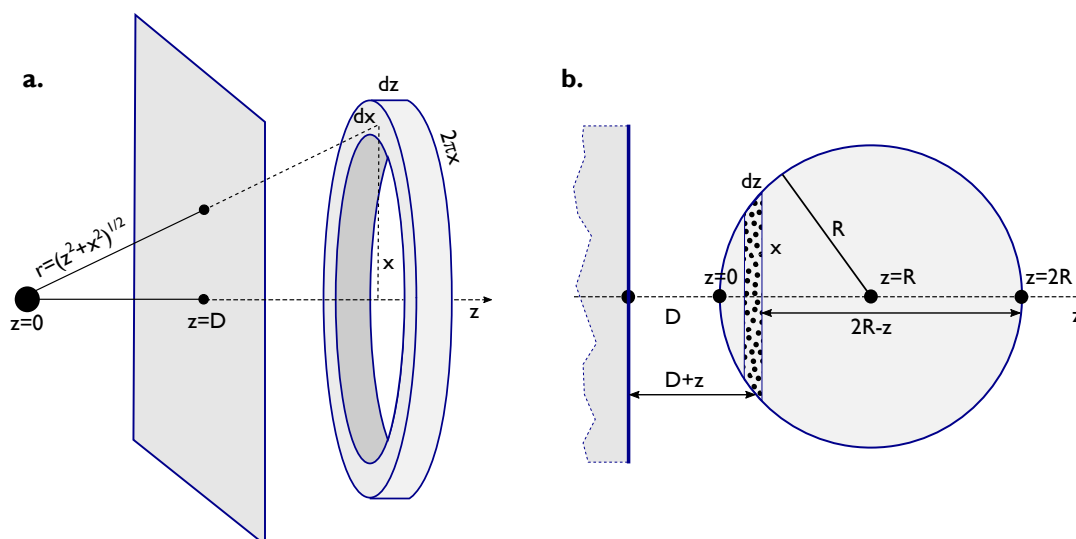 a.
dz
dx
2πx
r=(z²+x²)^1/2
x
z=0
z=D
z
b.
dz
R
x
z=0
z=R
z=2R
D
2R-z
z
D+z